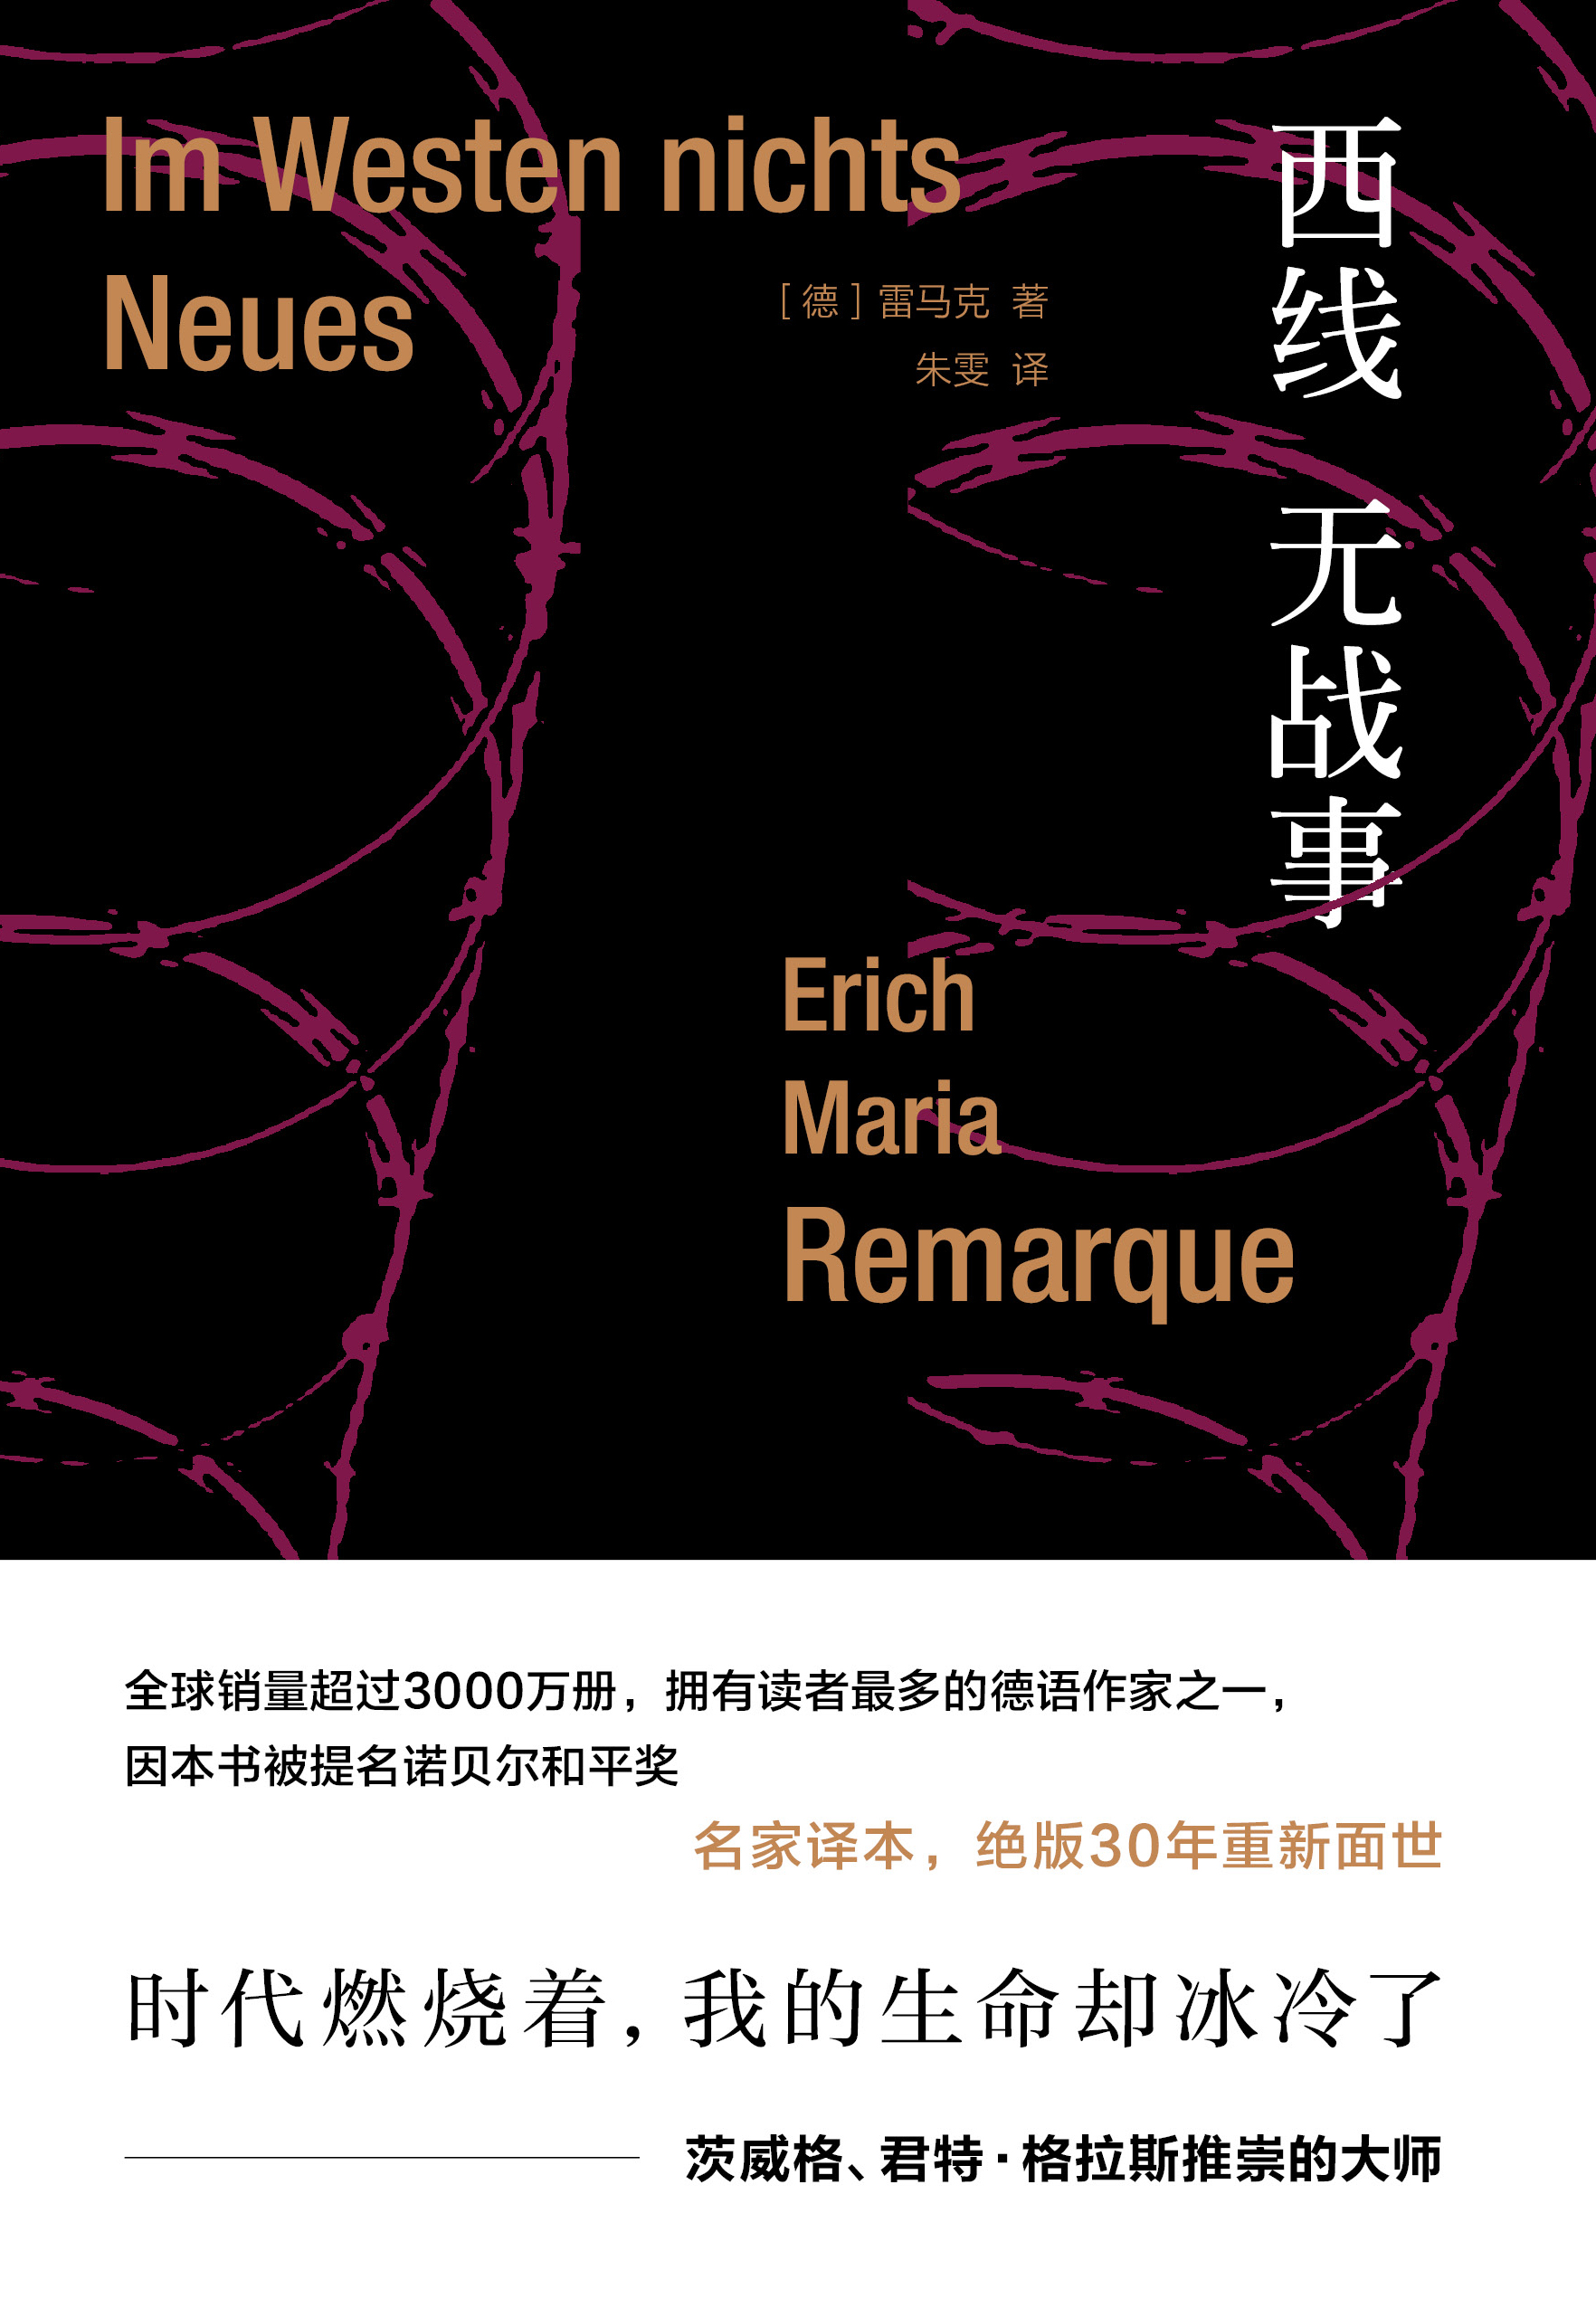 Im Westen nichts
Neues
西线 无战事
[德] 雷马克 著
朱雯 译
Erich
Maria
Remarque
全球销量超过3000万册，拥有读者最多的德语作家之一，
因本书被提名诺贝尔和平奖
名家译本，绝版30年重新面世
时代燃烧着，我的生命却冰冷了
茨威格、君特·格拉斯推崇的大师